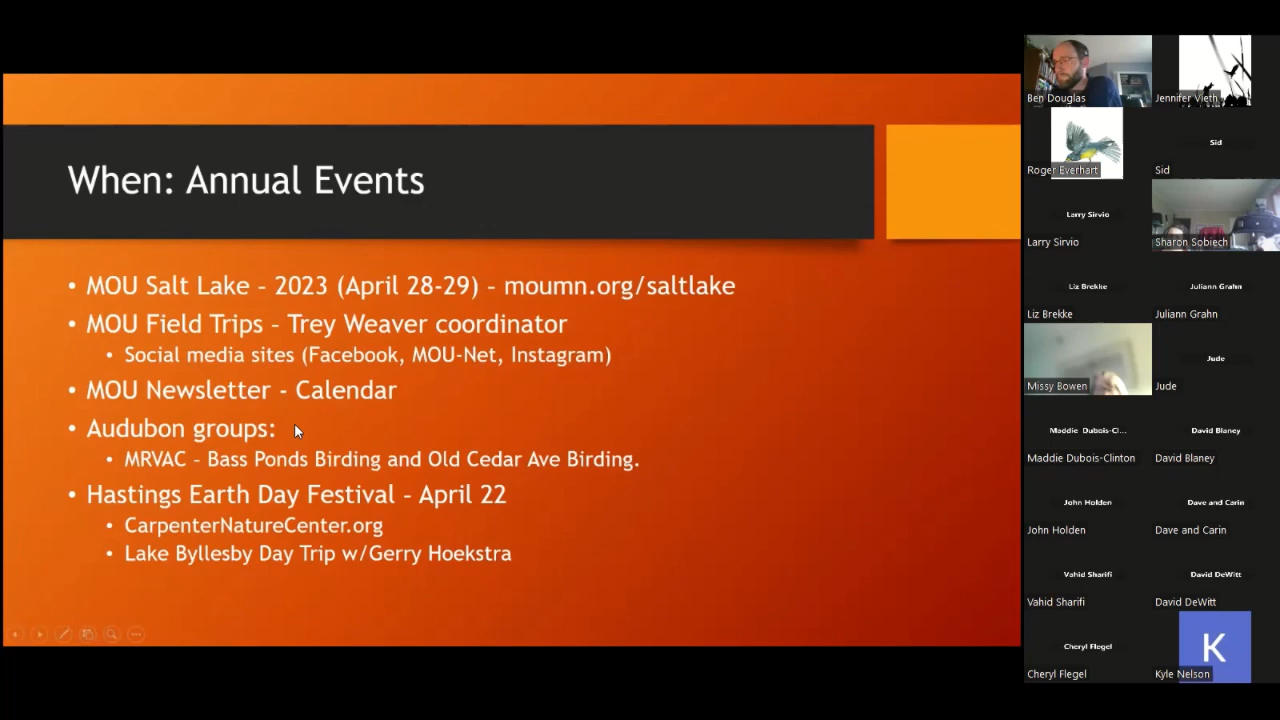 When: Annual Events
• MOU Salt Lake – 2023 (April 28-29) – moumn.org/saltlake
• MOU Field Trips – Trey Weaver coordinator
• Social media sites (Facebook, MOU-Net, Instagram)
• MOU Newsletter - Calendar
• Audubon groups:
• MRVAC – Bass Ponds Birding and Old Cedar Ave Birding.
• Hastings Earth Day Festival – April 22
• CarpenterNatureCenter.org
• Lake Byllesby Day Trip w/Gerry Hoekstra
Ben Douglas
Jennifer Vieth
Roger Everhart
Sid
Sid
Larry Sirvio
Larry Sirvio
Sharon Sobiech
Liz Brekke
Liz Brekke
Juliann Grahn
Juliann Grahn
Missy Bowen
Jude
Jude
Maddie Dubois-Cl...
Maddie Dubois-Clinton
David Blaney
David Blaney
John Holden
John Holden
Dave and Carin
Dave and Carin
Vahid Sharifi
Vahid Sharifi
David DeWitt
David DeWitt
Cheryl Flegel
Cheryl Flegel
K
Kyle Nelson